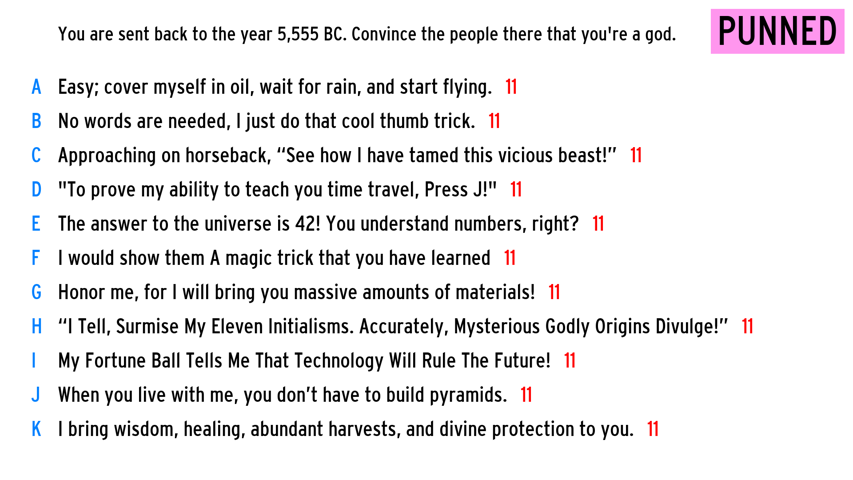 You are sent back to the year 5,555 BC. Convince the people there that you're a god.
PUNNED
A Easy; cover myself in oil, wait for rain, and start flying. 11
B No words are needed, I just do that cool thumb trick. 11
C Approaching on horseback, “See how I have tamed this vicious beast!” 11
D "To prove my ability to teach you time travel, Press J!" 11
E The answer to the universe is 42! You understand numbers, right? 11
F I would show them A magic trick that you have learned 11
G Honor me, for I will bring you massive amounts of materials! 11
H “I Tell, Surmise My Eleven Initialisms. Accurately, Mysterious Godly Origins Divulge!” 11
I My Fortune Ball Tells Me That Technology Will Rule The Future! 11
J When you live with me, you don’t have to build pyramids. 11
K I bring wisdom, healing, abundant harvests, and divine protection to you. 11